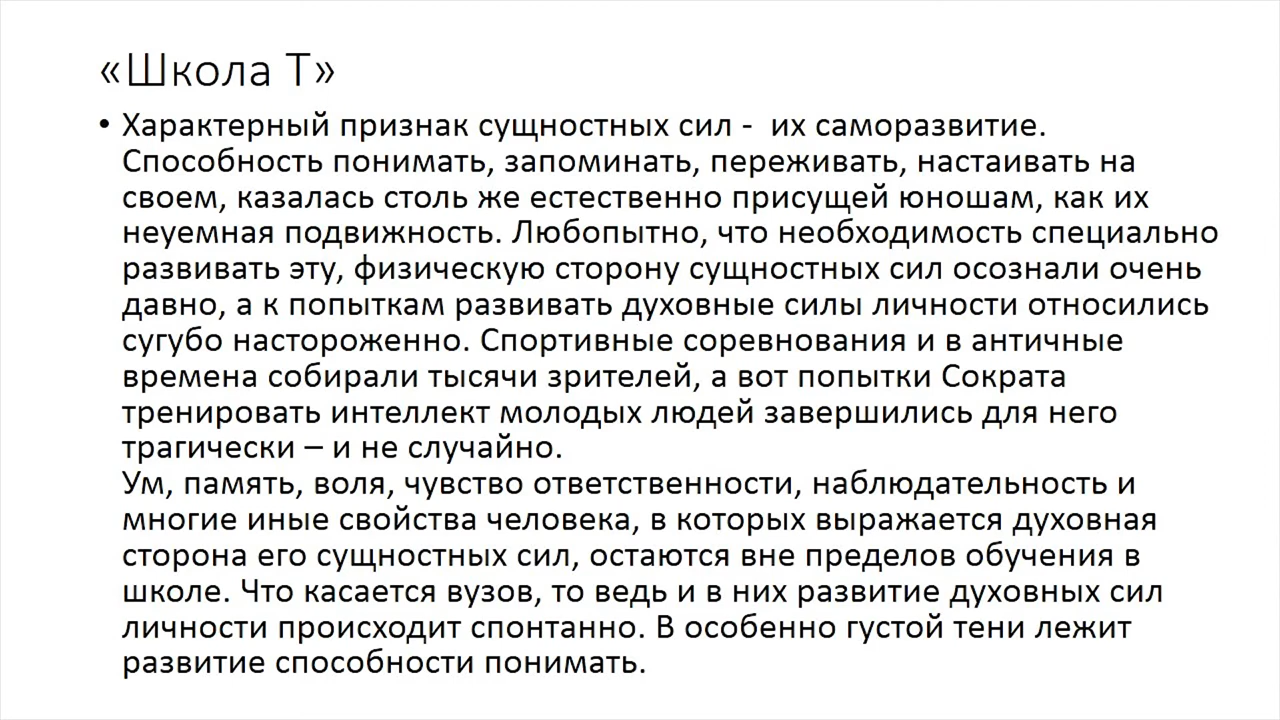 «Школа Т»
• Характерный признак сущностных сил -  их саморазвитие.
Способность понимать, запоминать, переживать, настаивать на
своем, казалась столь же естественно присущей юношам, как их
неуемная подвижность. Любопытно, что необходимость специально
развивать эту, физическую сторону сущностных сил осознали очень
давно, а к попыткам развивать духовные силы личности относились
сугубо настороженно. Спортивные соревнования и в античные
времена собирали тысячи зрителей, а вот попытки Сократа
тренировать интеллект молодых людей завершились для него
трагически – и не случайно.
Ум, память, воля, чувство ответственности, наблюдательность и
многие иные свойства человека, в которых выражается духовная
сторона его сущностных сил, остаются вне пределов обучения в
школе. Что касается вузов, то ведь и в них развитие духовных сил
личности происходит спонтанно. В особенно густой тени лежит
развитие способности понимать.